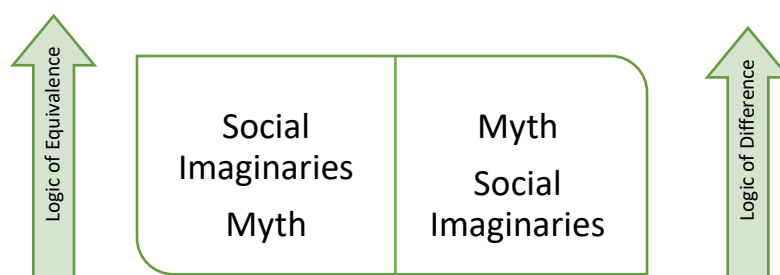 Logic of Equivalence
Social
Imaginaries
Myth
Myth
Social
Imaginaries
Logic of Difference